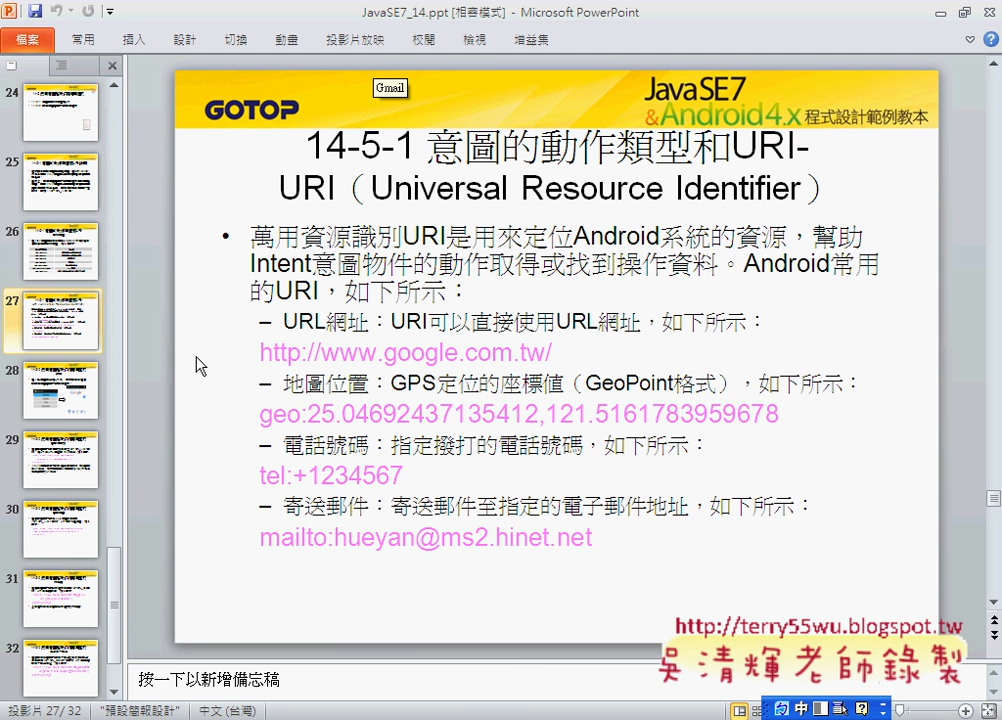 JavaSE7_14.ppt [相容模式] - Microsoft PowerPoint
檔案 常用 插入 設計 切換 動畫 投影片放映 校閱 檢視 增益集
Gmail
GOTOP
JavaSE7
&Android4.x 程式設計範例教本
14-5-1 意圖的動作類型和URI-
URI（Universal Resource Identifier）
• 萬用資源識別URI是用來定位Android系統的資源，幫助
Intent意圖物件的動作取得或找到操作資料。Android常用
的URI，如下所示：
– URL網址：URI可以直接使用URL網址，如下所示：
http://www.google.com.tw/
– 地圖位置：GPS定位的座標值（GeoPoint格式），如下所示：
geo:25.04692437135412,121.5161783959678
– 電話號碼：指定撥打的電話號碼，如下所示：
tel:+1234567
– 寄送郵件：寄送郵件至指定的電子郵件地址，如下所示：
mailto:hueyan@ms2.hinet.net
24
25
26
27
28
29
30
31
32
http://terry55wu.blogspot.tw
吳清輝老師錄製
按一下以新增備忘稿
投影片 27/ 32 "預設簡報設計" 中文 (台灣)
中